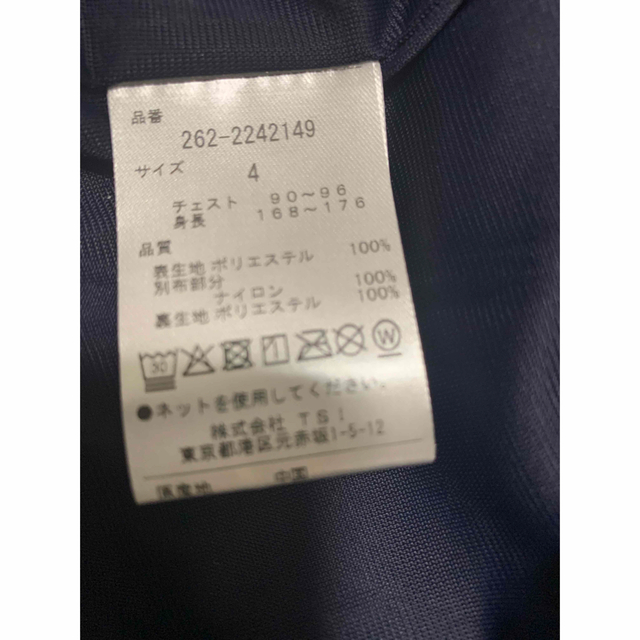 品番
262-2242149
サイズ
4
チェスト 90〜96
身長 168〜176
品質
表生地 ポリエステル 100%
別布部分
ナイロン 100%
裏生地 ポリエステル 100%
30 W
●ネットを使用してください。
株式会社 TSI
東京都港区元赤坂1-5-12
原産地 中国